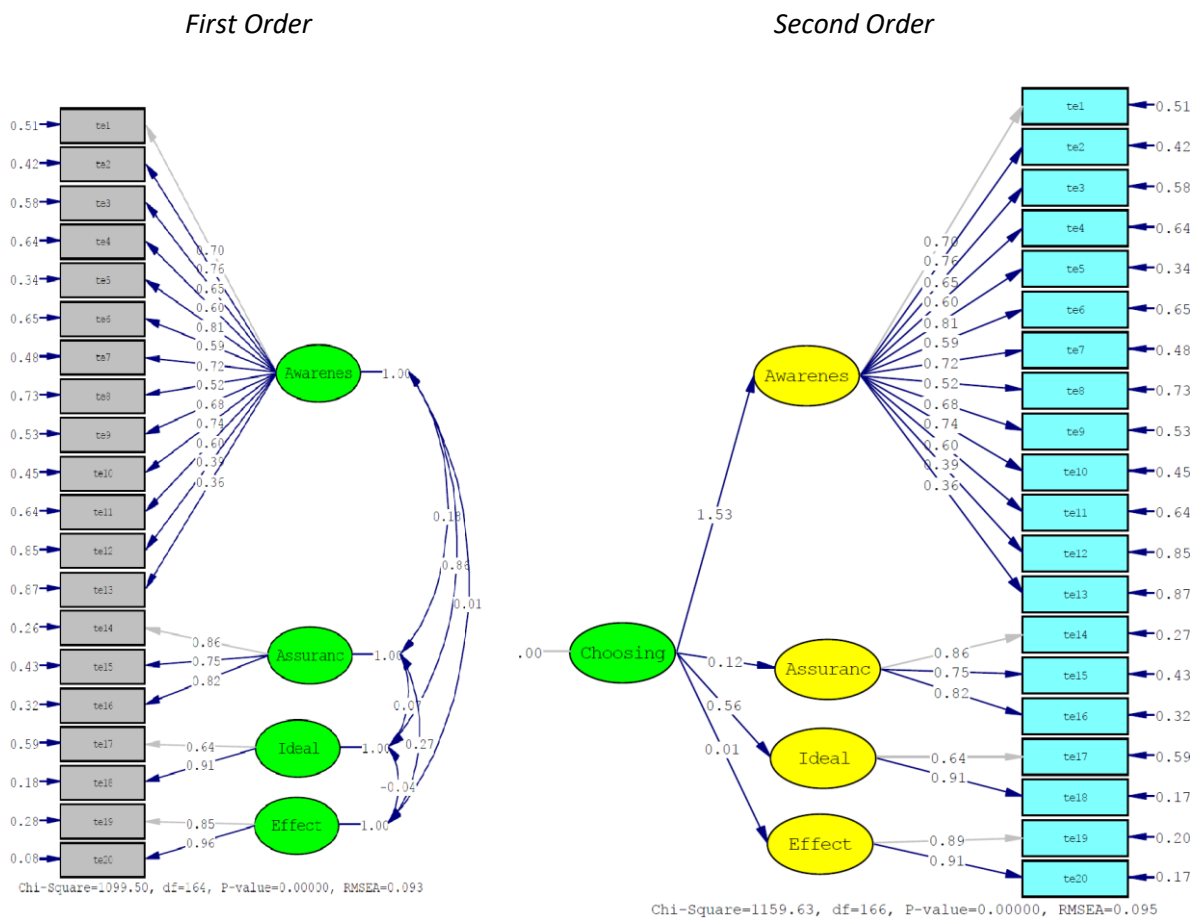 First Order
Second Order
0.51 te1
0.42 te2
0.58 te3
0.64 te4
0.34 te5
0.65 te6
0.48 te7
0.73 te8
0.53 te9
0.45 te10
0.64 te11
0.85 te12
0.87 te13
0.26 te14
0.43 te15
0.32 te16
0.59 te17
0.18 te18
0.28 te19
0.08 te20
0.70
0.76
0.65
0.60
0.81
0.59
0.72
0.52
0.68
0.74
0.60
0.39
0.36
0.86
0.75
0.82
0.64
0.91
0.85
0.96
Awarenes 1.00
Assuranc 1.00
Ideal 1.00
Effect 1.00
0.18
0.86
0.01
0.07
0.27
-0.04
Chi-Square=1099.50, df=164, P-value=0.00000, RMSEA=0.093
.00 Choosing
1.53
0.12
0.56
0.01
Awarenes
Assuranc
Ideal
Effect
0.70
0.76
0.65
0.60
0.81
0.59
0.72
0.52
0.68
0.74
0.60
0.39
0.36
0.86
0.75
0.82
0.64
0.91
0.89
0.91
te1 0.51
te2 0.42
te3 0.58
te4 0.64
te5 0.34
te6 0.65
te7 0.48
te8 0.73
te9 0.53
te10 0.45
te11 0.64
te12 0.85
te13 0.87
te14 0.27
te15 0.43
te16 0.32
te17 0.59
te18 0.17
te19 0.20
te20 0.17
Chi-Square=1159.63, df=166, P-value=0.00000, RMSEA=0.095